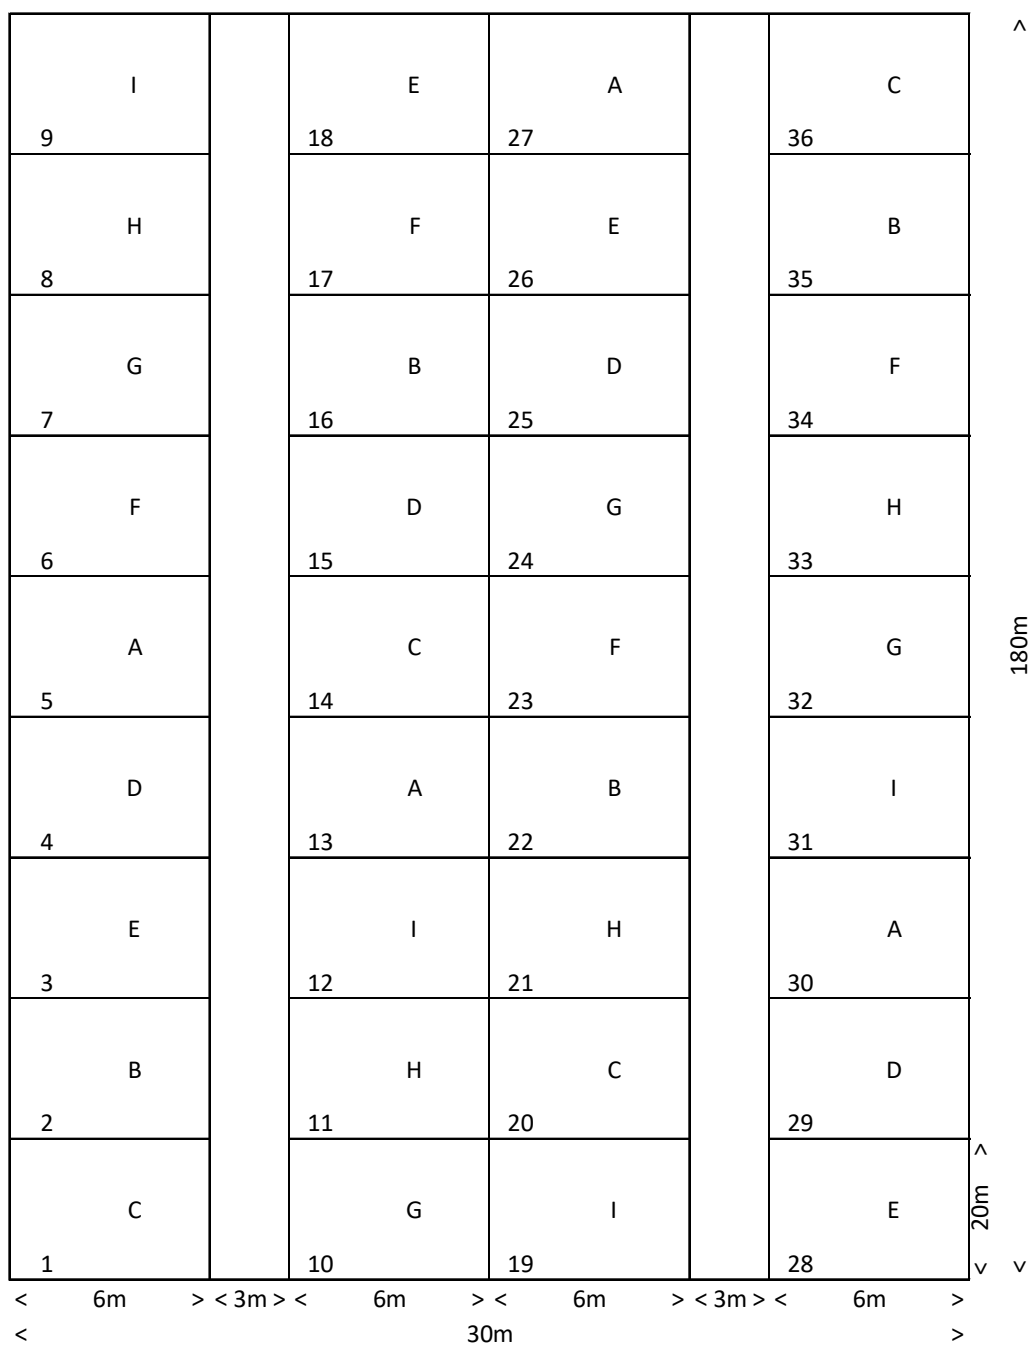 ^
I E A C
9 18 27 36
H F E B
8 17 26 35
G B D F
7 16 25 34
F D G H
6 15 24 33
A C F G
5 14 23 32
180m
D A B I
4 13 22 31
E I H A
3 12 21 30
B H C D
2 11 20 29
^
C G I E
20m
1 10 19 28
v v
< 6m > < 3m > < 6m > < 6m > < 3m > < 6m >
< 30m >